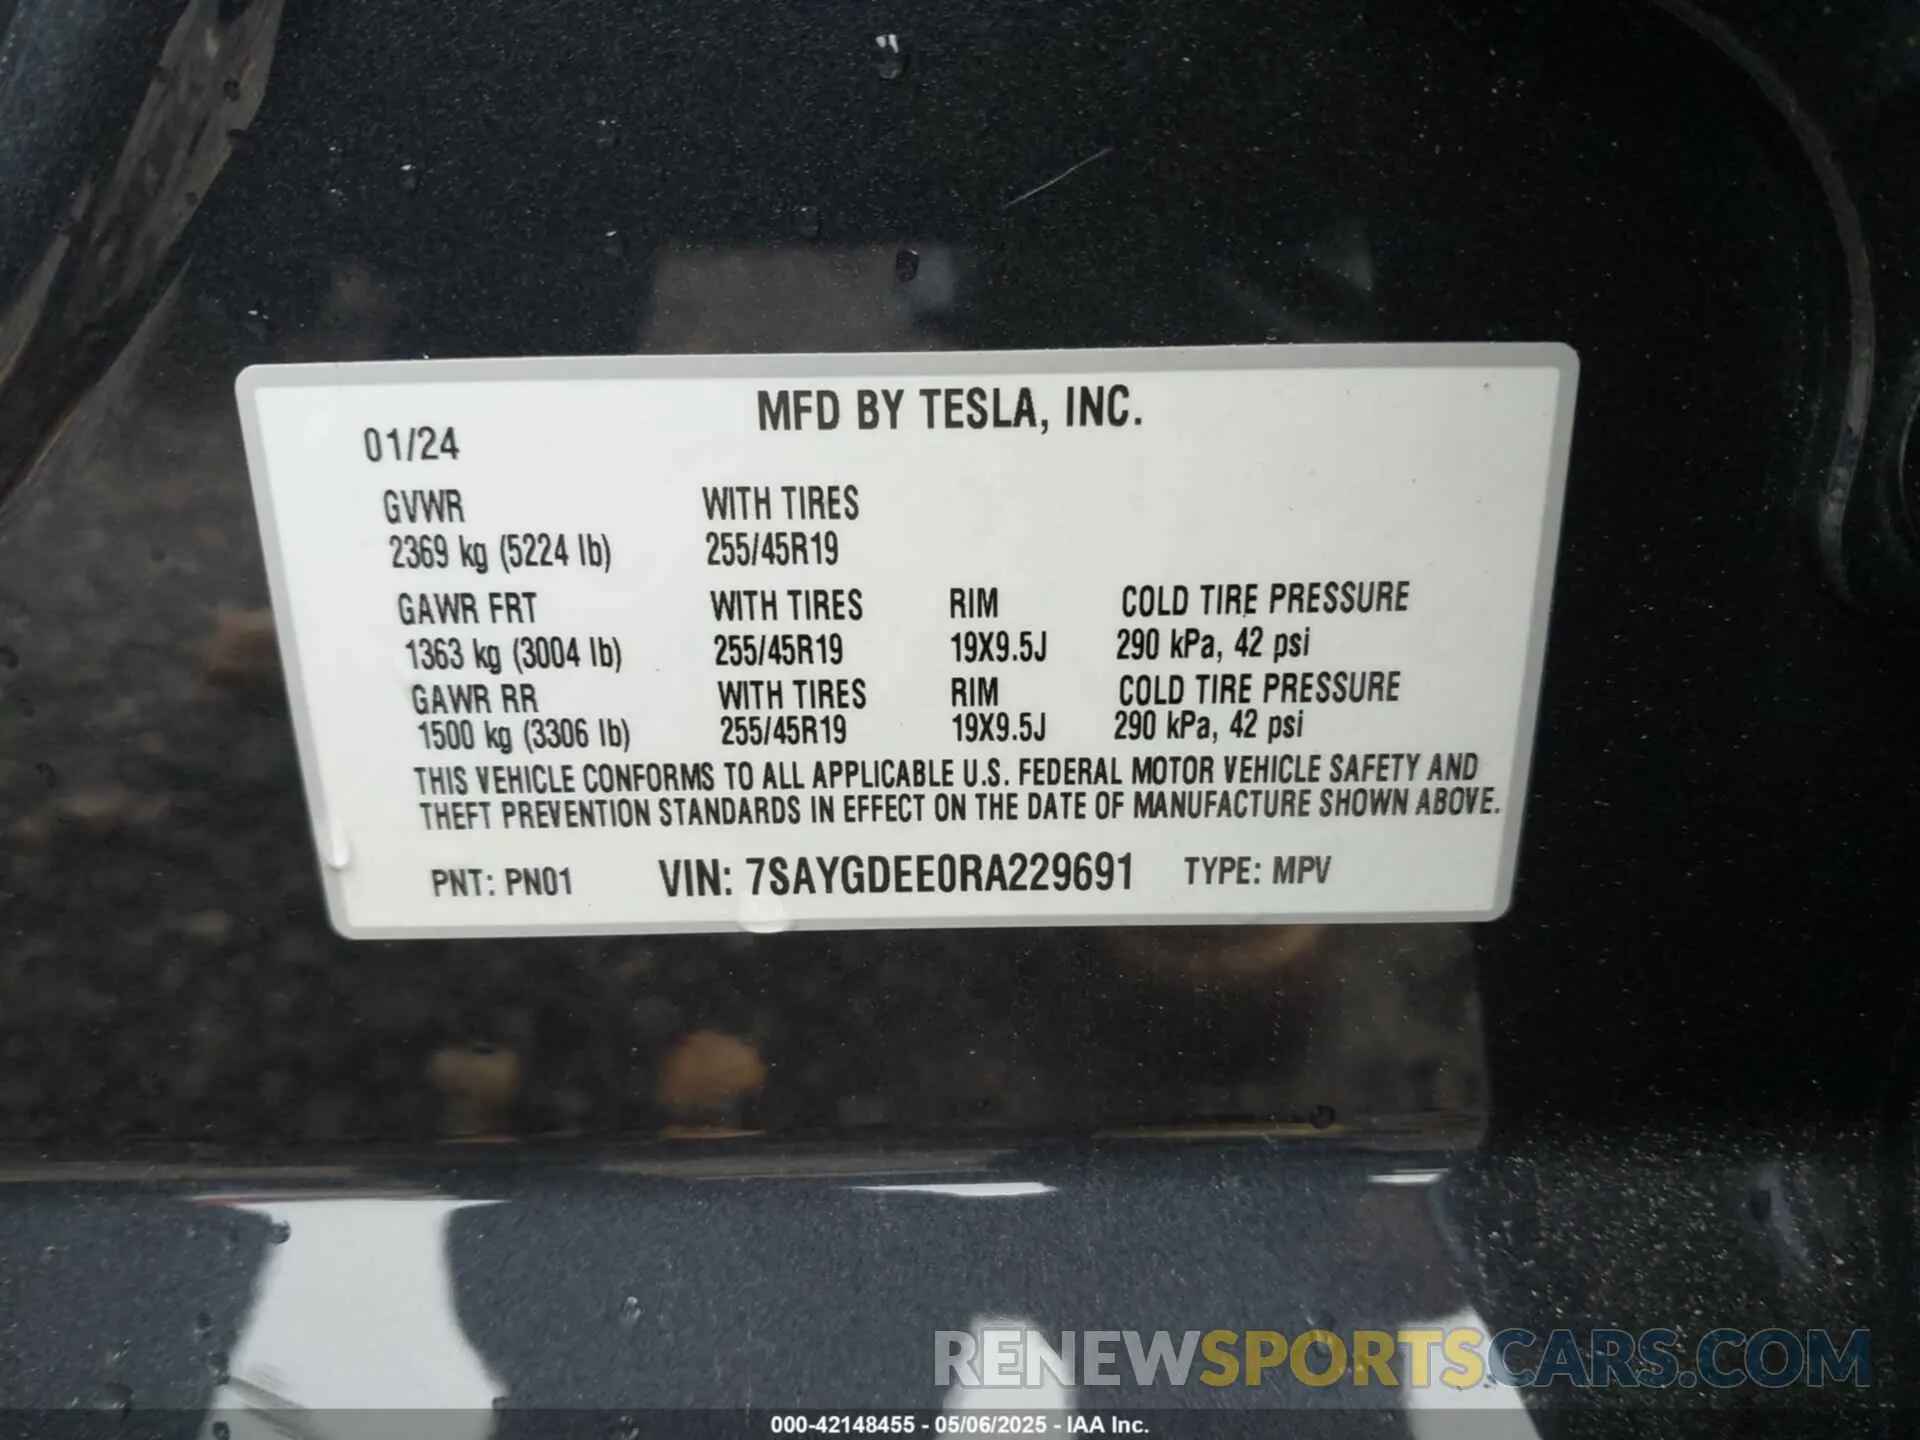 MFD BY TESLA, INC.
01/24
GVWR WITH TIRES
2369 kg (5224 lb) 255/45R19
GAWR FRT WITH TIRES RIM COLD TIRE PRESSURE
1363 kg (3004 lb) 255/45R19 19X9.5J 290 kPa, 42 psi
GAWR RR WITH TIRES RIM COLD TIRE PRESSURE
1500 kg (3306 lb) 255/45R19 19X9.5J 290 kPa, 42 psi
THIS VEHICLE CONFORMS TO ALL APPLICABLE U.S. FEDERAL MOTOR VEHICLE SAFETY AND
THEFT PREVENTION STANDARDS IN EFFECT ON THE DATE OF MANUFACTURE SHOWN ABOVE.
PNT: PN01 VIN: 7SAYGDEE0RA229691 TYPE: MPV
RENEWSPORTSCARS.COM
000-42148455 - 05/06/2025 - IAA Inc.